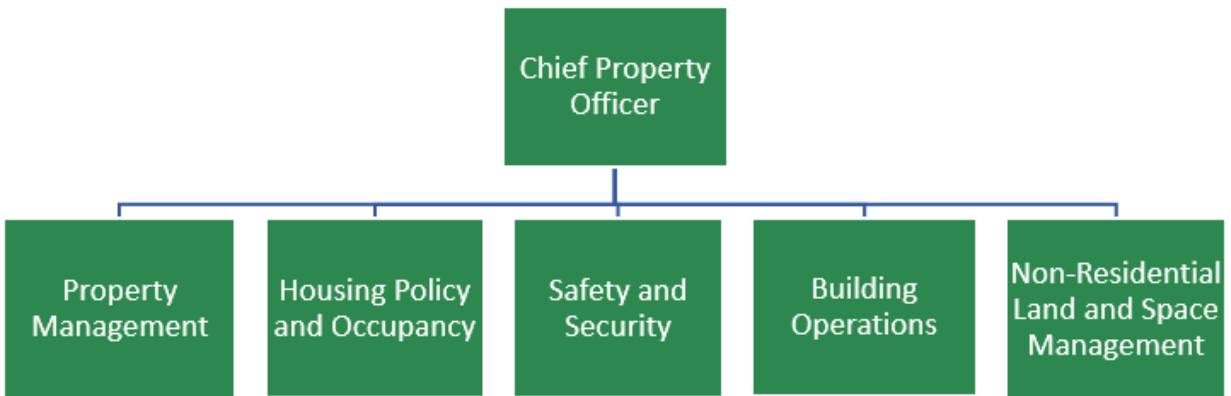 Chief Property
Officer
Property
Management
Housing Policy
and Occupancy
Safety and
Security
Building
Operations
Non-Residential
Land and Space
Management